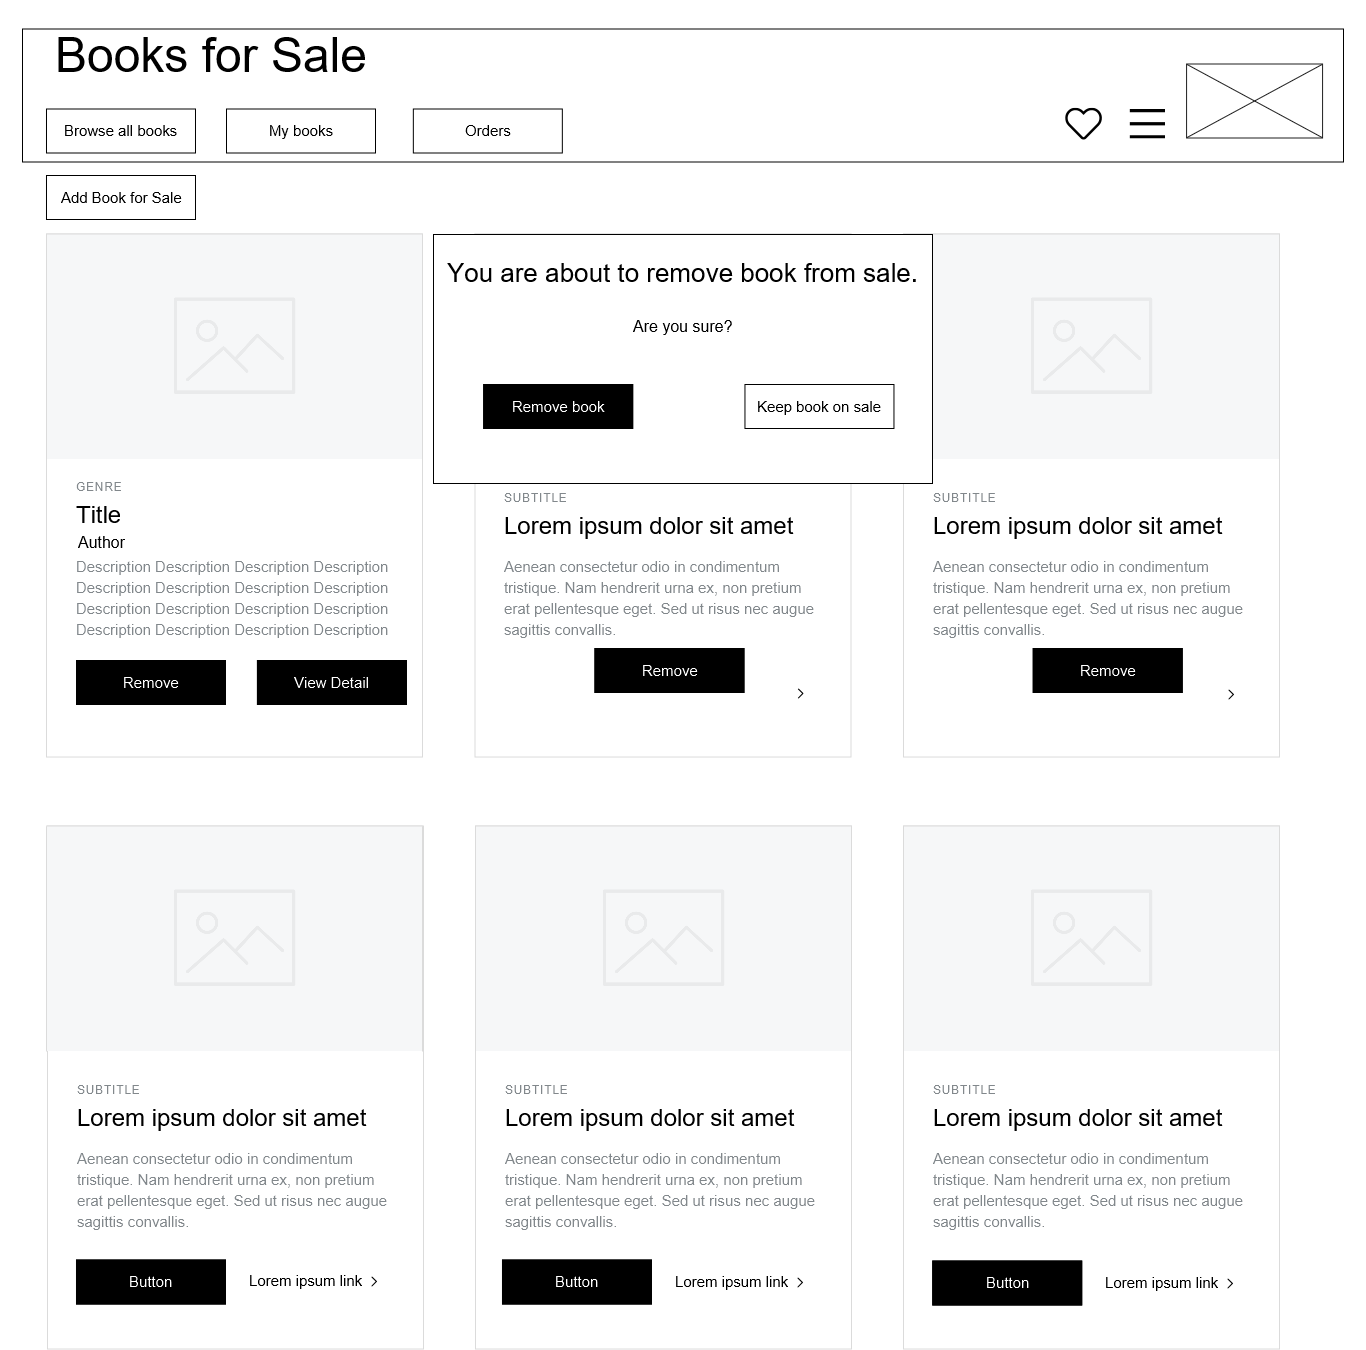 Books for Sale
Browse all books
My books
Orders
Add Book for Sale
You are about to remove book from sale.
Are you sure?
Remove book
Keep book on sale
GENRE
Title
Author
Description Description Description Description
Description Description Description Description
Description Description Description Description
Description Description Description Description
Remove
View Detail
SUBTITLE
Lorem ipsum dolor sit amet
Aenean consectetur odio in condimentum
tristique. Nam hendrerit urna ex, non pretium
erat pellentesque eget. Sed ut risus nec augue
sagittis convallis.
Remove
SUBTITLE
Lorem ipsum dolor sit amet
Aenean consectetur odio in condimentum
tristique. Nam hendrerit urna ex, non pretium
erat pellentesque eget. Sed ut risus nec augue
sagittis convallis.
Remove
SUBTITLE
Lorem ipsum dolor sit amet
Aenean consectetur odio in condimentum
tristique. Nam hendrerit urna ex, non pretium
erat pellentesque eget. Sed ut risus nec augue
sagittis convallis.
Button
Lorem ipsum link
SUBTITLE
Lorem ipsum dolor sit amet
Aenean consectetur odio in condimentum
tristique. Nam hendrerit urna ex, non pretium
erat pellentesque eget. Sed ut risus nec augue
sagittis convallis.
Button
Lorem ipsum link
SUBTITLE
Lorem ipsum dolor sit amet
Aenean consectetur odio in condimentum
tristique. Nam hendrerit urna ex, non pretium
erat pellentesque eget. Sed ut risus nec augue
sagittis convallis.
Button
Lorem ipsum link